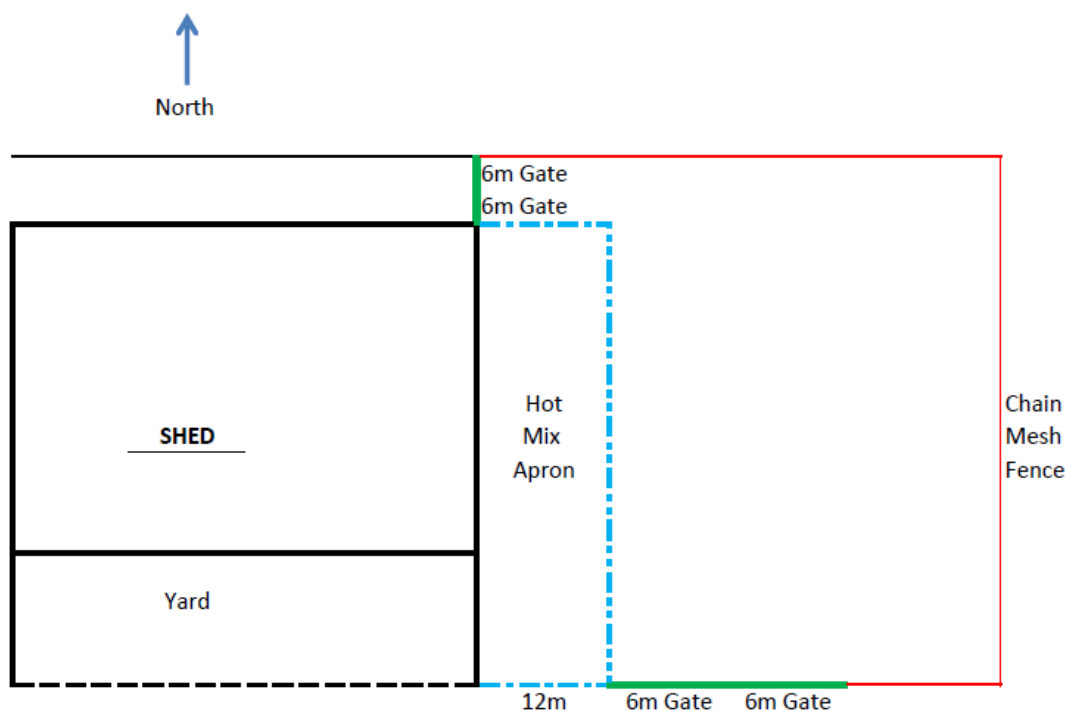 North
6m Gate
6m Gate
Hot
Mix
Apron
Chain
Mesh
Fence
SHED
Yard
12m
6m Gate
6m Gate